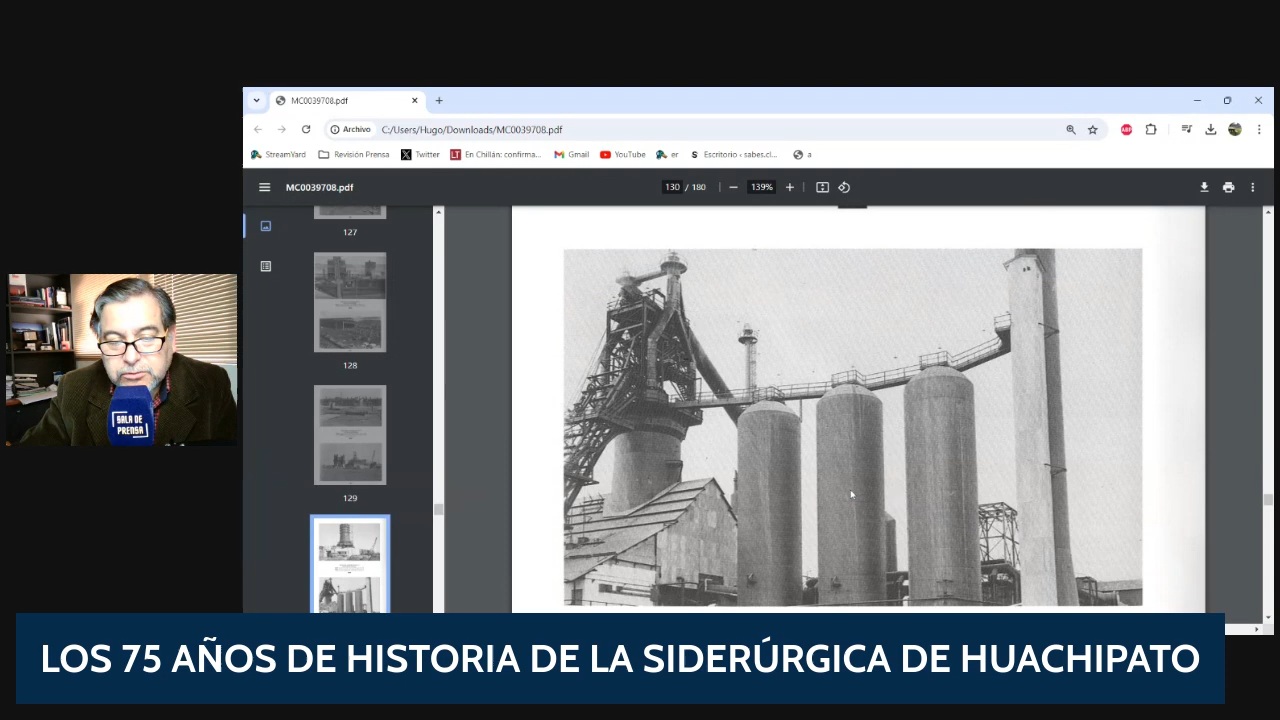 MC0039708.pdf
Archivo
C:/Users/Hugo/Downloads/MC0039708.pdf
ABP
StreamYard
Revisión Prensa
Twitter
LT
En Chillán: confirma...
Gmail
YouTube
er
S
Escritorio ‹ sabes.cl...
a
MC0039708.pdf
130 / 180
139%
127
128
129
SALA DE
PRENSA
LOS 75 AÑOS DE HISTORIA DE LA SIDERÚRGICA DE HUACHIPATO